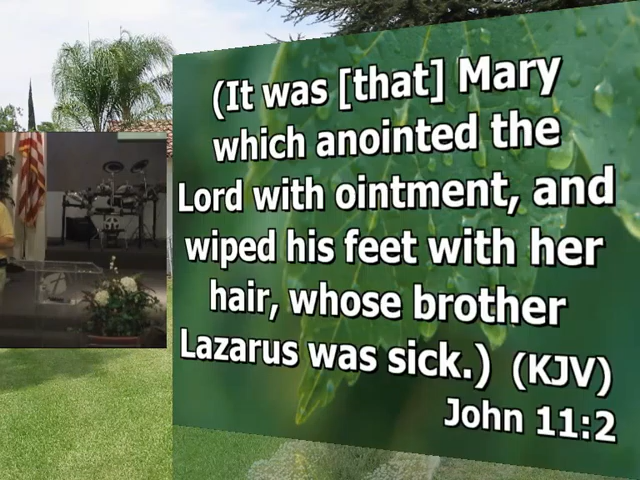 (It was [that] Mary
which anointed the
Lord with ointment, and
wiped his feet with her
hair, whose brother
Lazarus was sick.) (KJV)
John 11:2